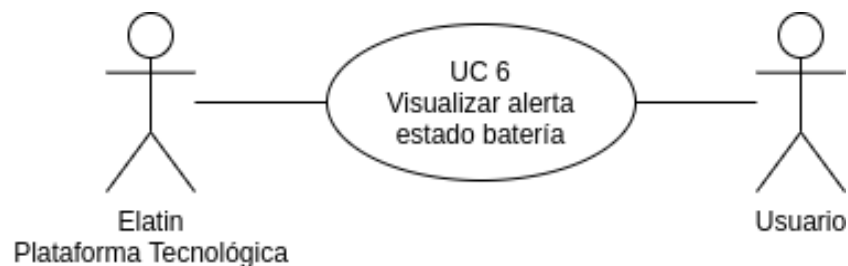 UC 6
Visualizar alerta
estado batería
Elatin
Plataforma Tecnológica
Usuario